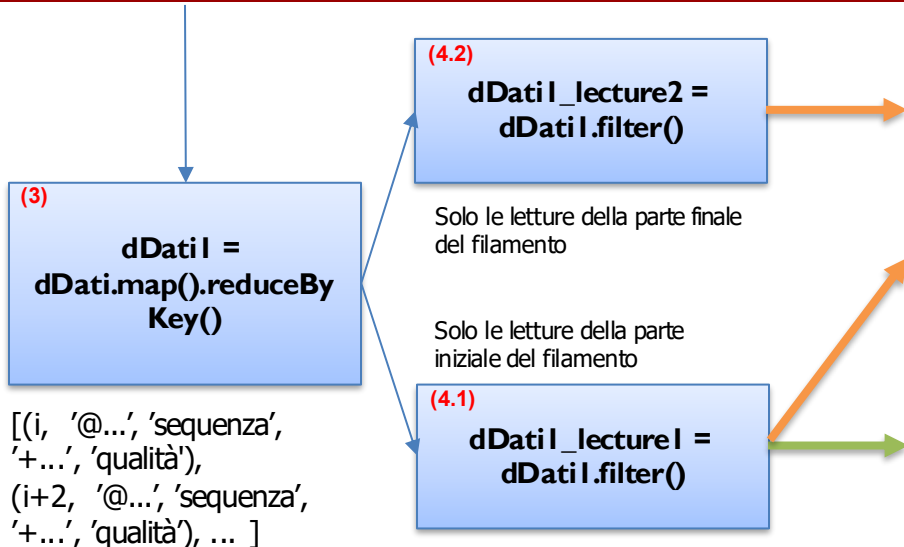 (4.2)
dDati1_lecture2 =
dDati1.filter()
Solo le letture della parte finale
del filamento
(3)
dDati1 =
dDati.map().reduceBy
Key()
[(i, '@...', 'sequenza',
'+...', 'qualità'),
(i+2, '@...', 'sequenza',
'+...', 'qualità'), ... ]
Solo le letture della parte
iniziale del filamento
(4.1)
dDati1_lecture1 =
dDati1.filter()